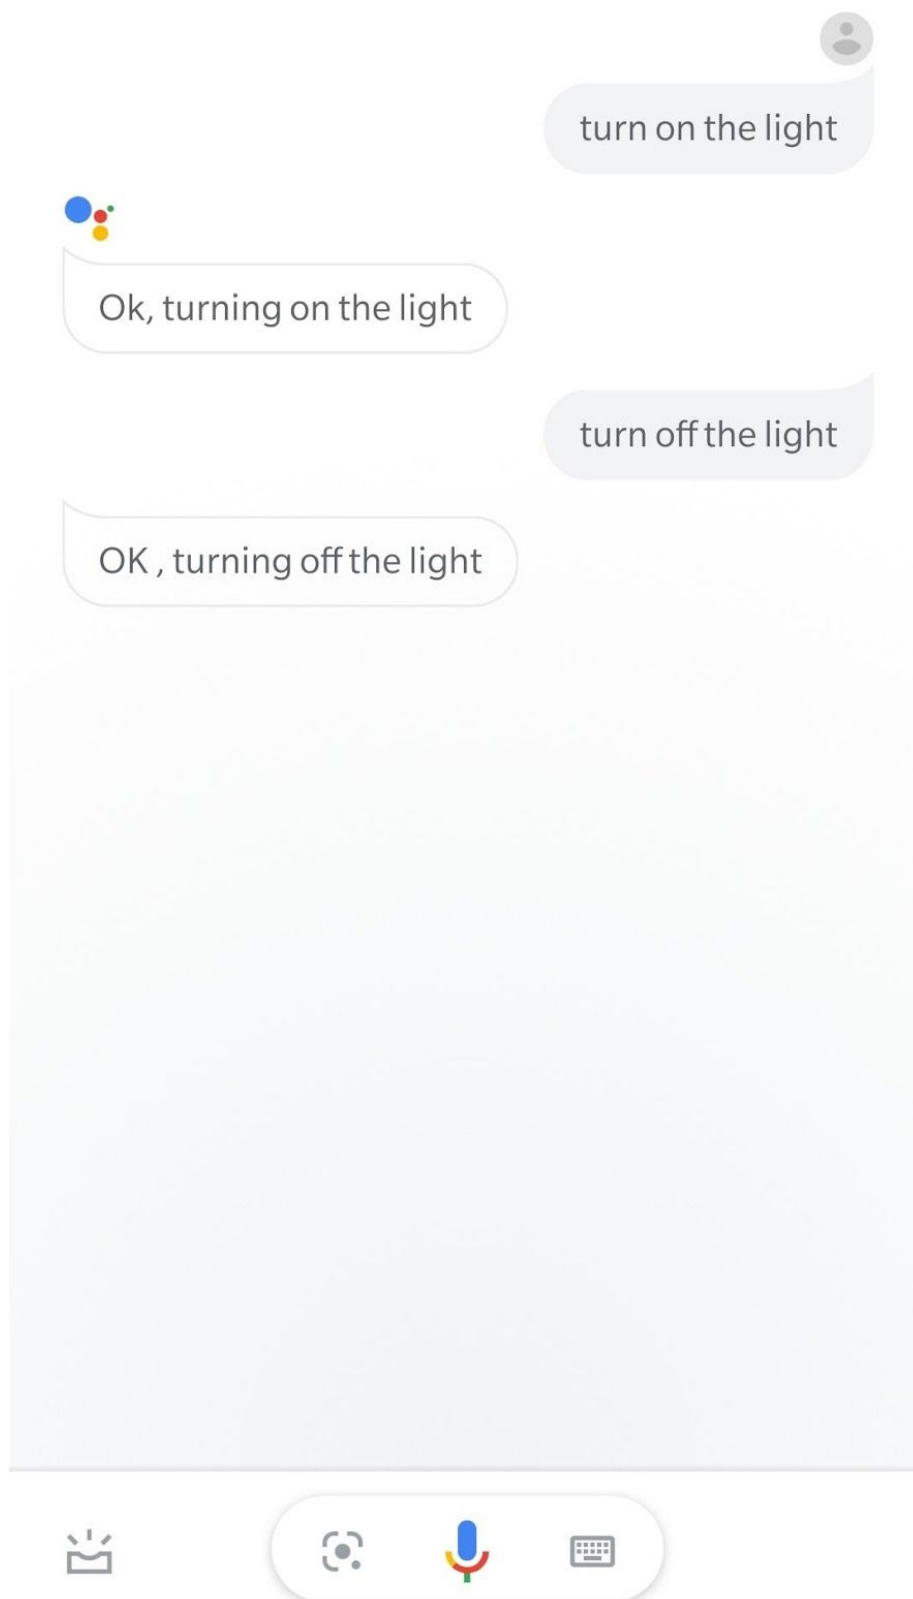 turn on the light
Ok, turning on the light
turn off the light
OK , turning off the light